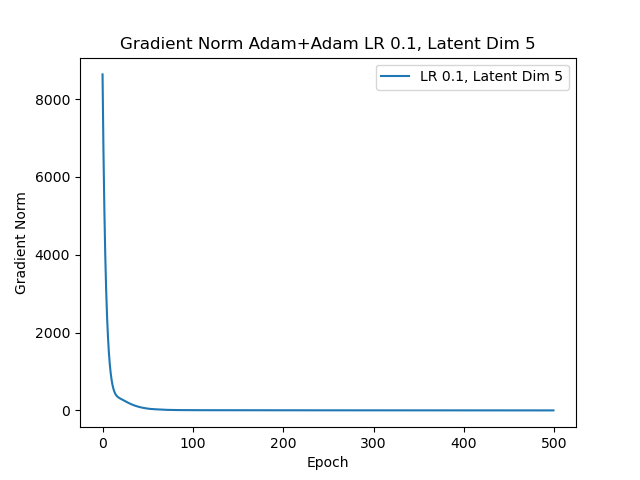 Gradient Norm Adam+Adam LR 0.1, Latent Dim 5
LR 0.1, Latent Dim 5
8000
6000
4000
2000
0
Gradient Norm
0 100 200 300 400 500
Epoch